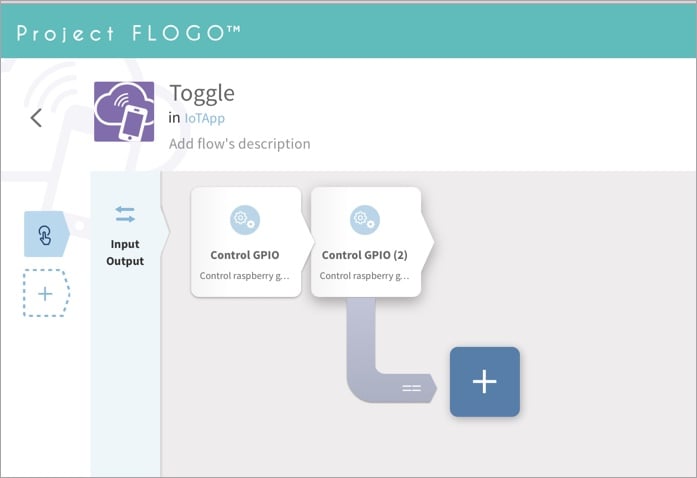 Project FLOGO™
Toggle
in IoTApp
Add flow's description
Input
Output
Control GPIO
Control raspberry g...
Control GPIO (2)
Control raspberry g...